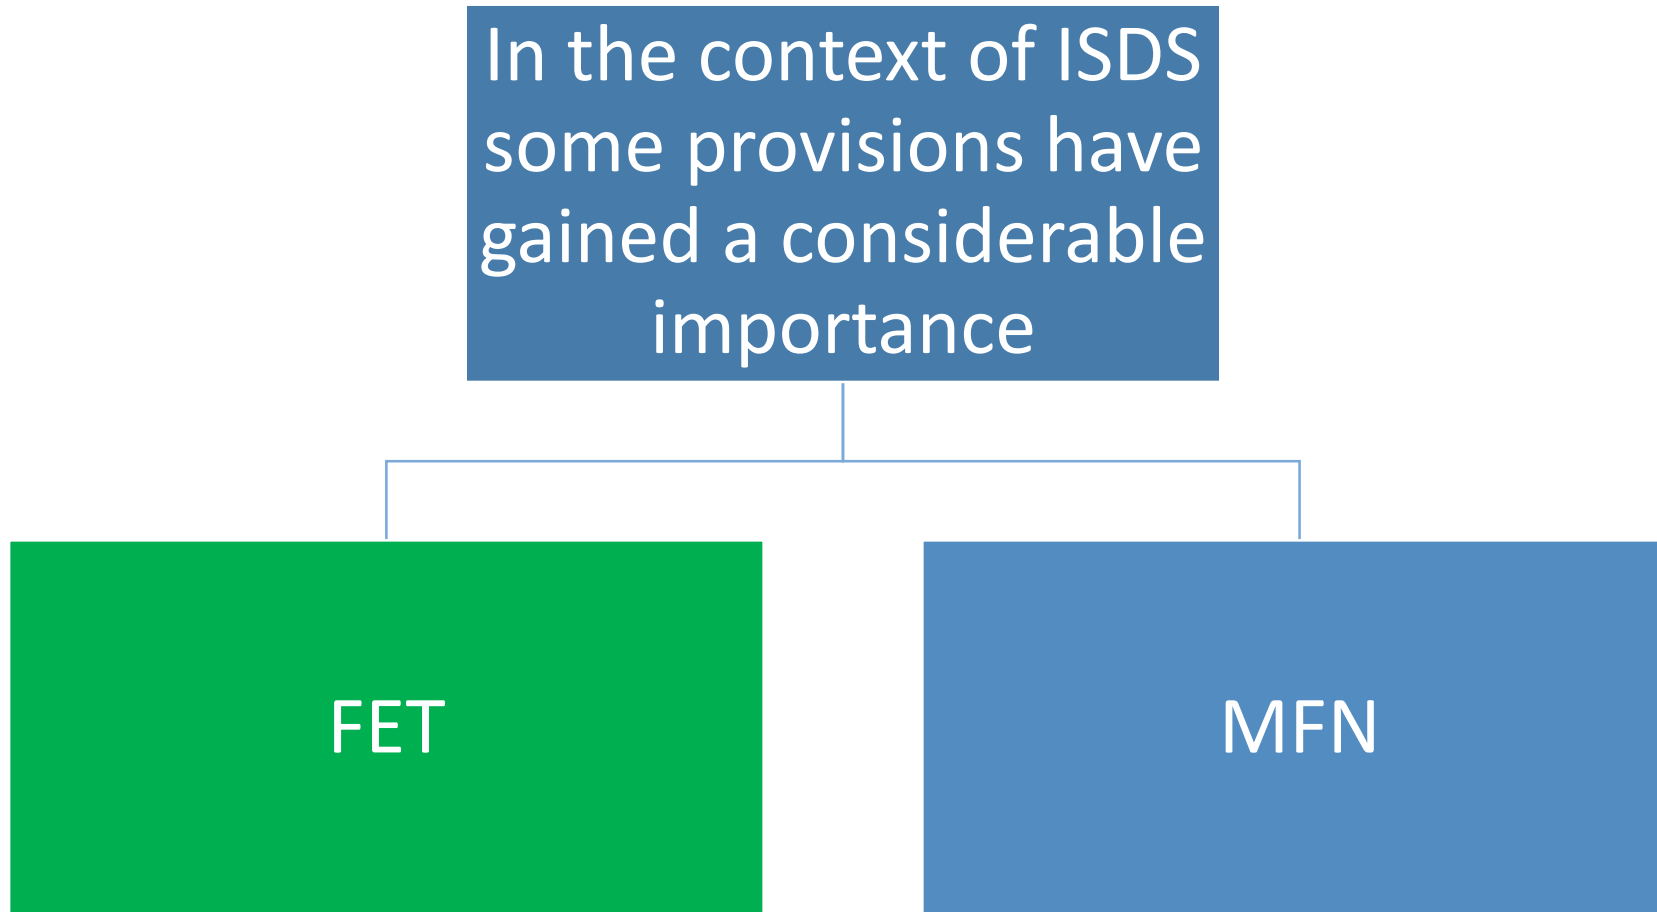 In the context of ISDS
some provisions have
gained a considerable
importance
FET
MFN